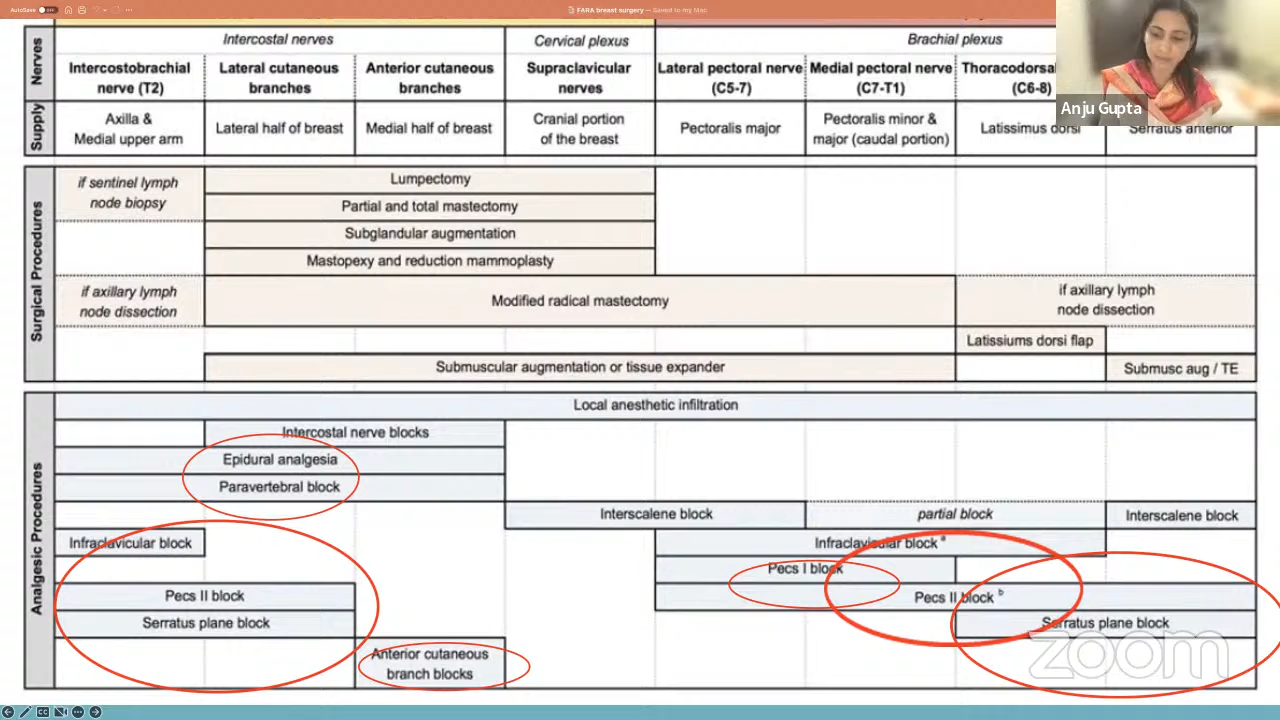 AutoSave OFF
FARA breast surgery — Saved to my Mac
Nerves
Intercostal nerves
Cervical plexus
Brachial plexus
Intercostobrachial
nerve (T2)
Lateral cutaneous
branches
Anterior cutaneous
branches
Supraclavicular
nerves
Lateral pectoral nerve
(C5-7)
Medial pectoral nerve
(C7-T1)
Thoracodorsal
(C6-8)
Anju Gupta
Supply
Axilla &
Medial upper arm
Lateral half of breast
Medial half of breast
Cranial portion
of the breast
Pectoralis major
Pectoralis minor &
major (caudal portion)
Latissimus dorsi
Serratus anterior
Surgical Procedures
if sentinel lymph
node biopsy
Lumpectomy
Partial and total mastectomy
Subglandular augmentation
Mastopexy and reduction mammoplasty
if axillary lymph
node dissection
Modified radical mastectomy
if axillary lymph
node dissection
Latissiums dorsi flap
Submuscular augmentation or tissue expander
Submusc aug / TE
Analgesic Procedures
Local anesthetic infiltration
Intercostal nerve blocks
Epidural analgesia
Paravertebral block
Interscalene block
partial block
Interscalene block
Infraclavicular block
Infraclavicular block a
Pecs I block
Pecs II block
Pecs II block b
Serratus plane block
Serratus plane block
Anterior cutaneous
branch blocks
zoom